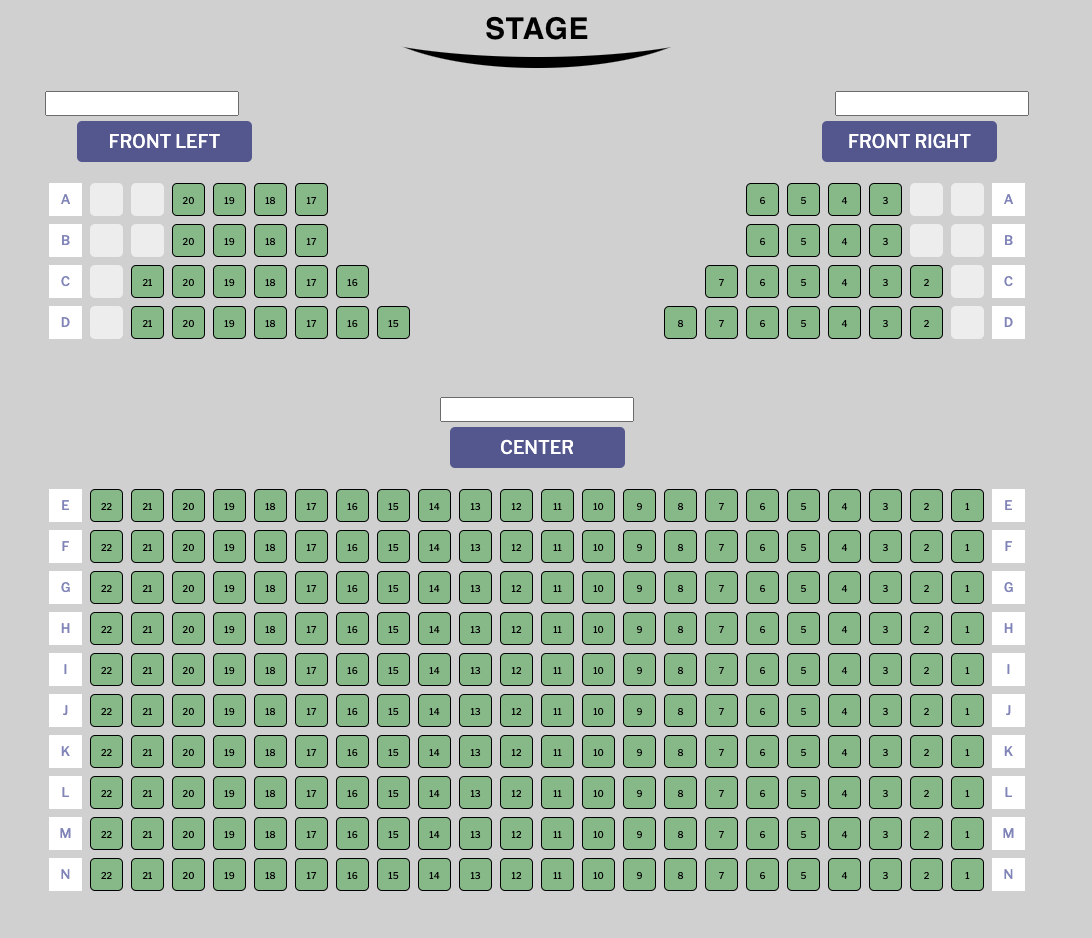 STAGE
FRONT LEFT FRONT RIGHT
A 20 19 18 17 6 5 4 3 A
B 20 19 18 17 6 5 4 3 B
C 21 20 19 18 17 16 7 6 5 4 3 2 C
D 21 20 19 18 17 16 15 8 7 6 5 4 3 2 D
CENTER
E 22 21 20 19 18 17 16 15 14 13 12 11 10 9 8 7 6 5 4 3 2 1 E
F 22 21 20 19 18 17 16 15 14 13 12 11 10 9 8 7 6 5 4 3 2 1 F
G 22 21 20 19 18 17 16 15 14 13 12 11 10 9 8 7 6 5 4 3 2 1 G
H 22 21 20 19 18 17 16 15 14 13 12 11 10 9 8 7 6 5 4 3 2 1 H
I 22 21 20 19 18 17 16 15 14 13 12 11 10 9 8 7 6 5 4 3 2 1 I
J 22 21 20 19 18 17 16 15 14 13 12 11 10 9 8 7 6 5 4 3 2 1 J
K 22 21 20 19 18 17 16 15 14 13 12 11 10 9 8 7 6 5 4 3 2 1 K
L 22 21 20 19 18 17 16 15 14 13 12 11 10 9 8 7 6 5 4 3 2 1 L
M 22 21 20 19 18 17 16 15 14 13 12 11 10 9 8 7 6 5 4 3 2 1 M
N 22 21 20 19 18 17 16 15 14 13 12 11 10 9 8 7 6 5 4 3 2 1 N